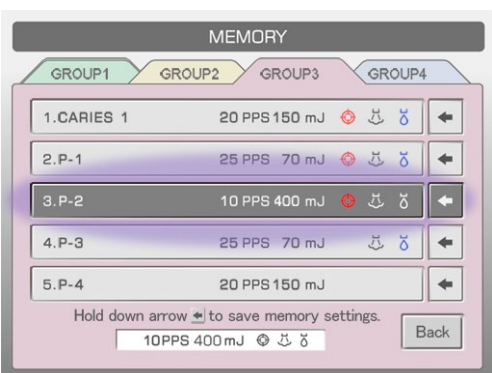 MEMORY
GROUP1 GROUP2 GROUP3 GROUP4
1.CARIES 1 20 PPS 150 mJ
2.P-1 25 PPS 70 mJ
3.P-2 10 PPS 400 mJ
4.P-3 25 PPS 70 mJ
5.P-4 20 PPS 150 mJ
Hold down arrow to save memory settings.
10PPS 400mJ
Back